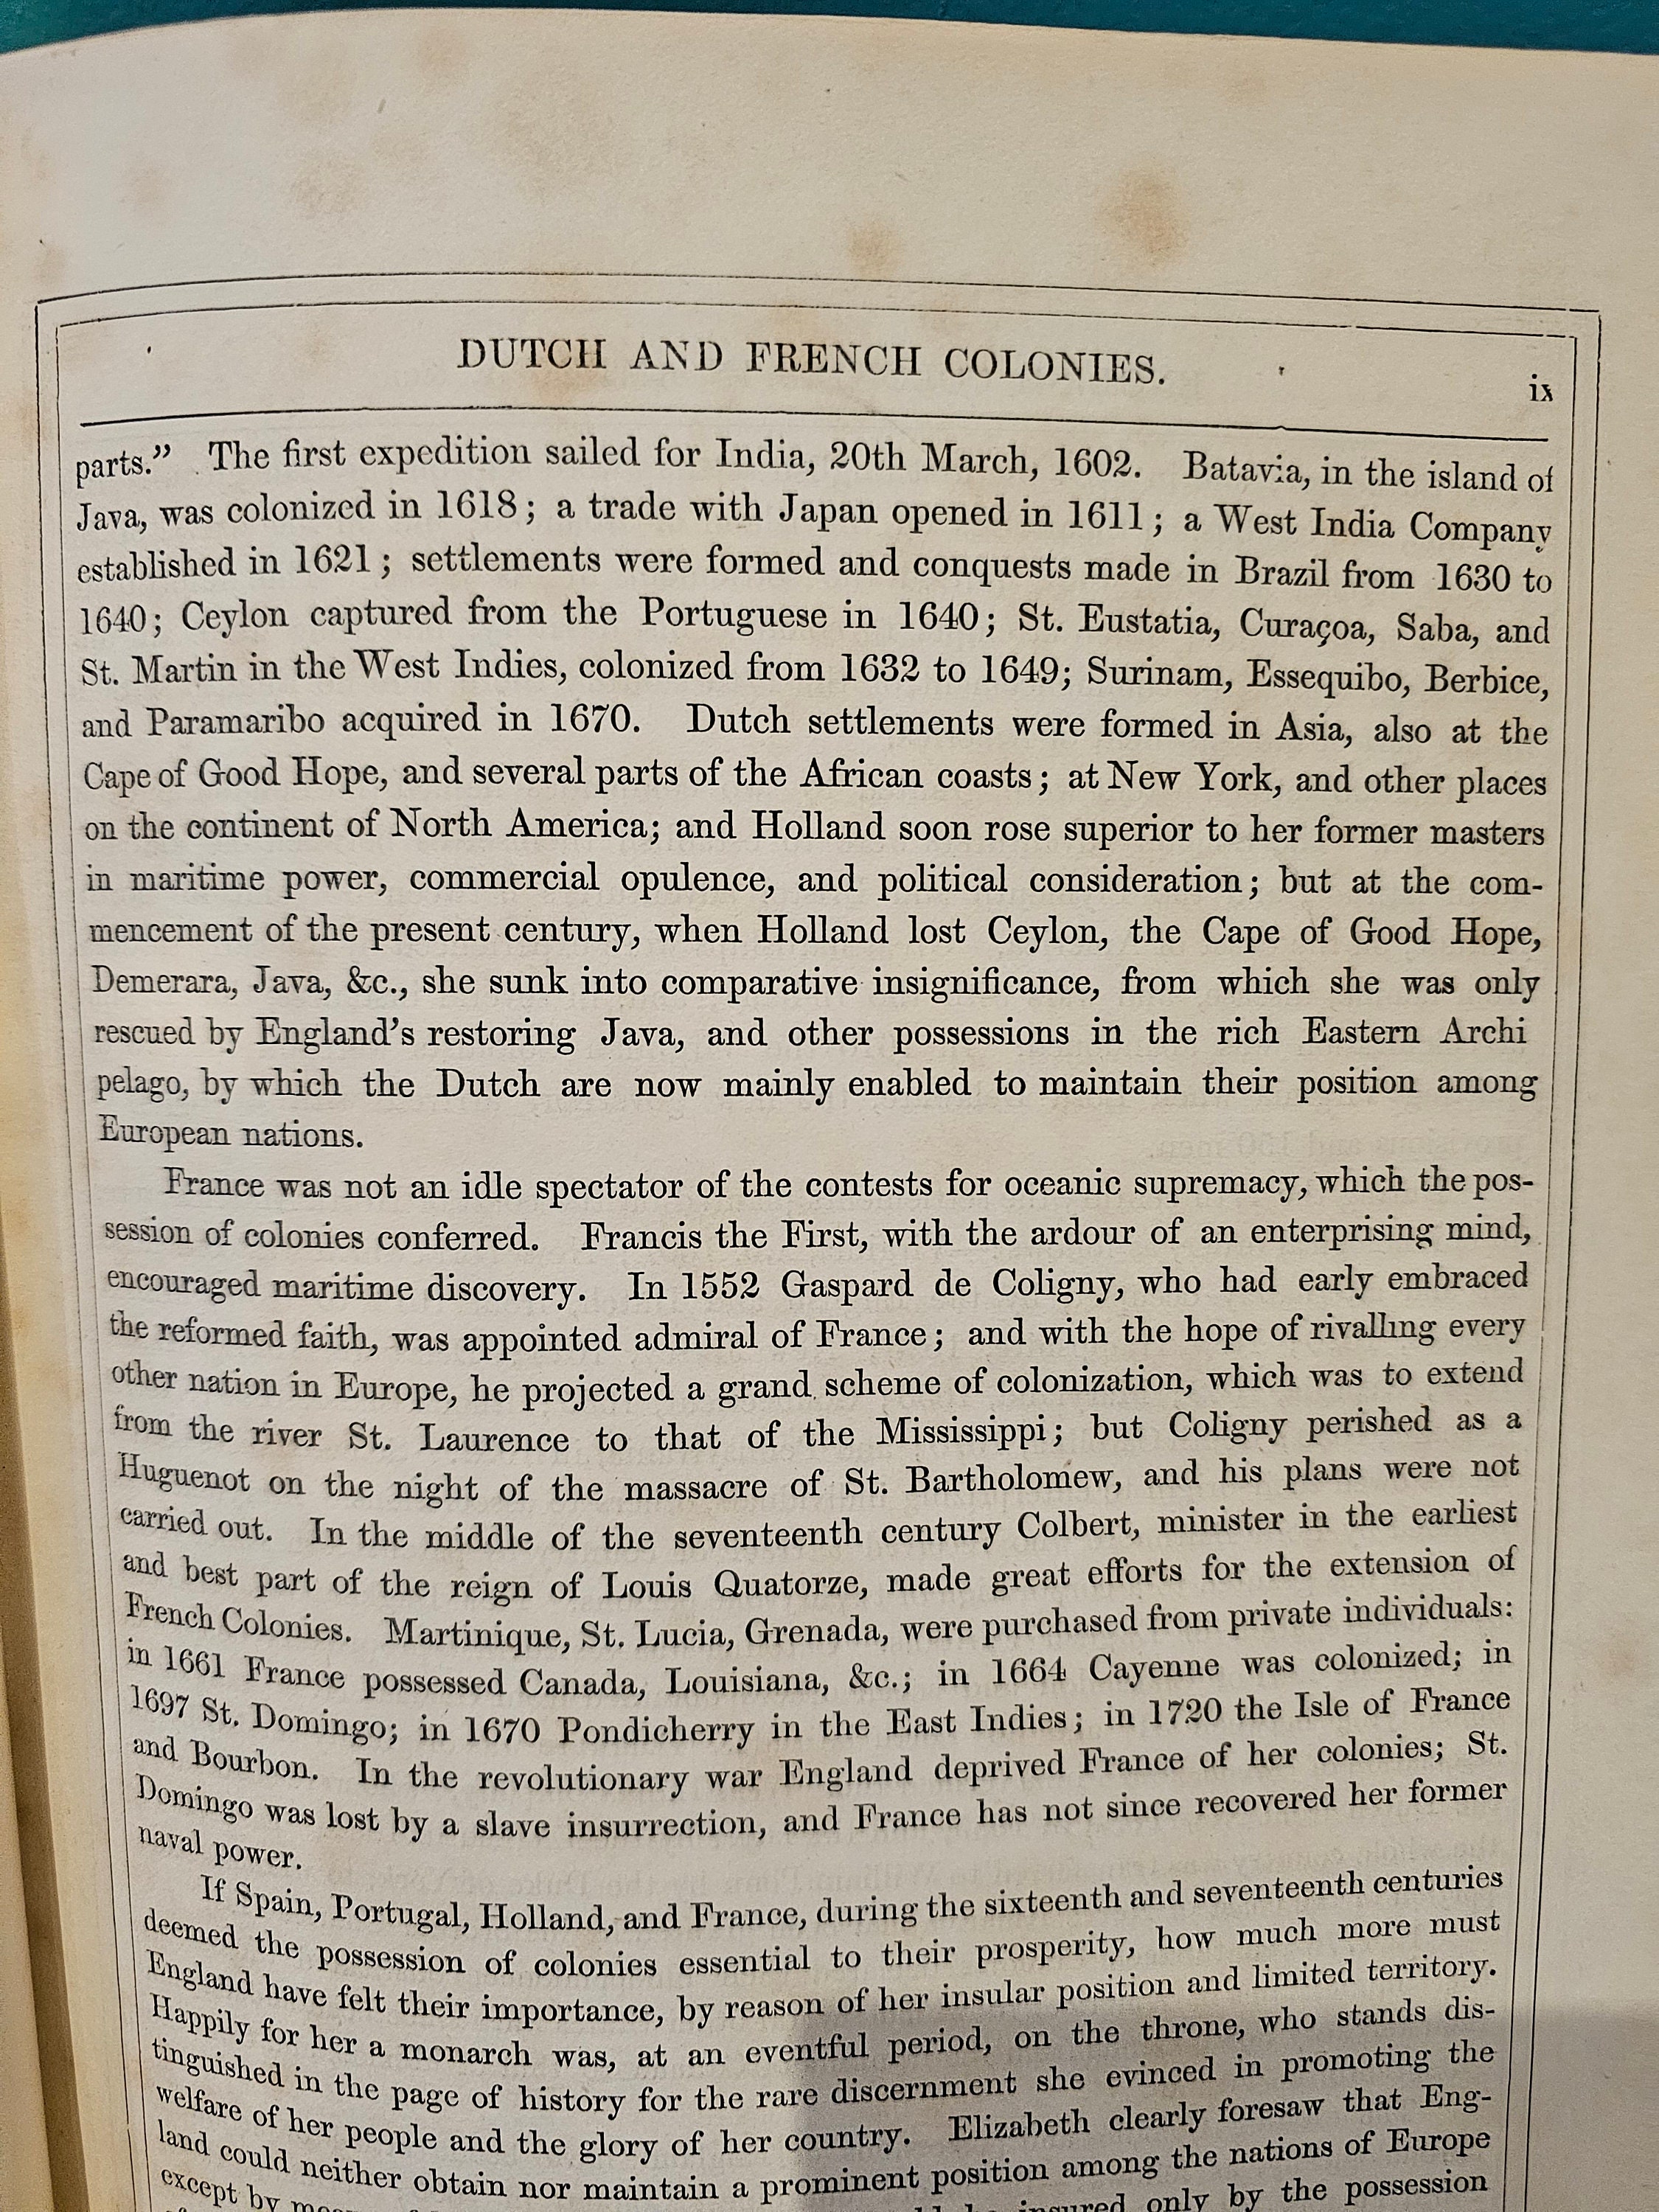 DUTCH AND FRENCH COLONIES.
ix
parts.” The first expedition sailed for India, 20th March, 1602. Batavia, in the island of
Java, was colonized in 1618; a trade with Japan opened in 1611; a West India Company
established in 1621; settlements were formed and conquests made in Brazil from 1630 to
1640; Ceylon captured from the Portuguese in 1640; St. Eustatia, Curaçoa, Saba, and
St. Martin in the West Indies, colonized from 1632 to 1649; Surinam, Essequibo, Berbice,
and Paramaribo acquired in 1670. Dutch settlements were formed in Asia, also at the
Cape of Good Hope, and several parts of the African coasts; at New York, and other places
on the continent of North America; and Holland soon rose superior to her former masters
in maritime power, commercial opulence, and political consideration; but at the com-
mencement of the present century, when Holland lost Ceylon, the Cape of Good Hope,
Demerara, Java, &c., she sunk into comparative insignificance, from which she was only
rescued by England’s restoring Java, and other possessions in the rich Eastern Archi
pelago, by which the Dutch are now mainly enabled to maintain their position among
European nations.
France was not an idle spectator of the contests for oceanic supremacy, which the pos-
session of colonies conferred. Francis the First, with the ardour of an enterprising mind,
encouraged maritime discovery. In 1552 Gaspard de Coligny, who had early embraced
the reformed faith, was appointed admiral of France; and with the hope of rivalling every
other nation in Europe, he projected a grand scheme of colonization, which was to extend
from the river St. Laurence to that of the Mississippi; but Coligny perished as a
Huguenot on the night of the massacre of St. Bartholomew, and his plans were not
carried out. In the middle of the seventeenth century Colbert, minister in the earliest
and best part of the reign of Louis Quatorze, made great efforts for the extension of
French Colonies. Martinique, St. Lucia, Grenada, were purchased from private individuals:
in 1661 France possessed Canada, Louisiana, &c.; in 1664 Cayenne was colonized; in
1697 St. Domingo; in 1670 Pondicherry in the East Indies; in 1720 the Isle of France
and Bourbon. In the revolutionary war England deprived France of her colonies; St.
Domingo was lost by a slave insurrection, and France has not since recovered her former
naval power.
If Spain, Portugal, Holland, and France, during the sixteenth and seventeenth centuries
deemed the possession of colonies essential to their prosperity, how much more must
England have felt their importance, by reason of her insular position and limited territory.
Happily for her a monarch was, at an eventful period, on the throne, who stands dis-
tinguished in the page of history for the rare discernment she evinced in promoting the
welfare of her people and the glory of her country. Elizabeth clearly foresaw that Eng-
land could neither obtain nor maintain a prominent position among the nations of Europe
except by insured only by the possession